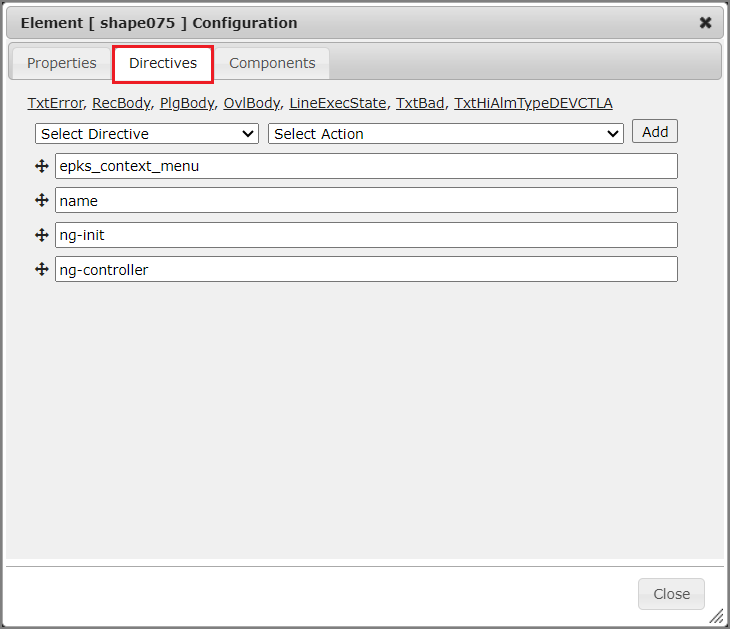 Element [ shape075 ] Configuration
Properties Directives Components
TxtError, RecBody, PlgBody, OvlBody, LineExecState, TxtBad, TxtHiAlmTypeDEVCTLA
Select Directive Select Action Add
epks_context_menu
name
ng-init
ng-controller
Close